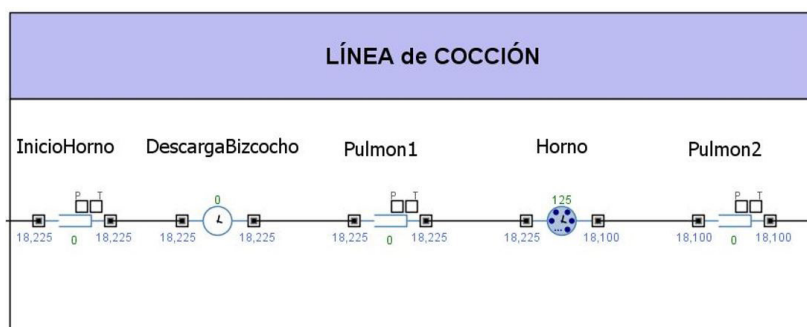 LÍNEA de COCCIÓN
InicioHorno DescargaBizcocho Pulmon1 Horno Pulmon2
P T 0 P T 125 P T
18,225 0 18,225 18,225 18,225 18,225 0 18,225 18,225 18,100 18,100 0 18,100